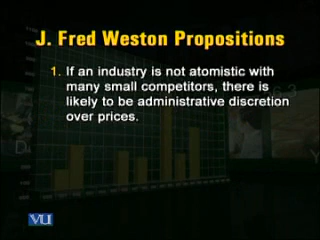 J. Fred Weston Propositions
1. If an industry is not atomistic with
many small competitors, there is
likely to be administrative discretion
over prices.
VU